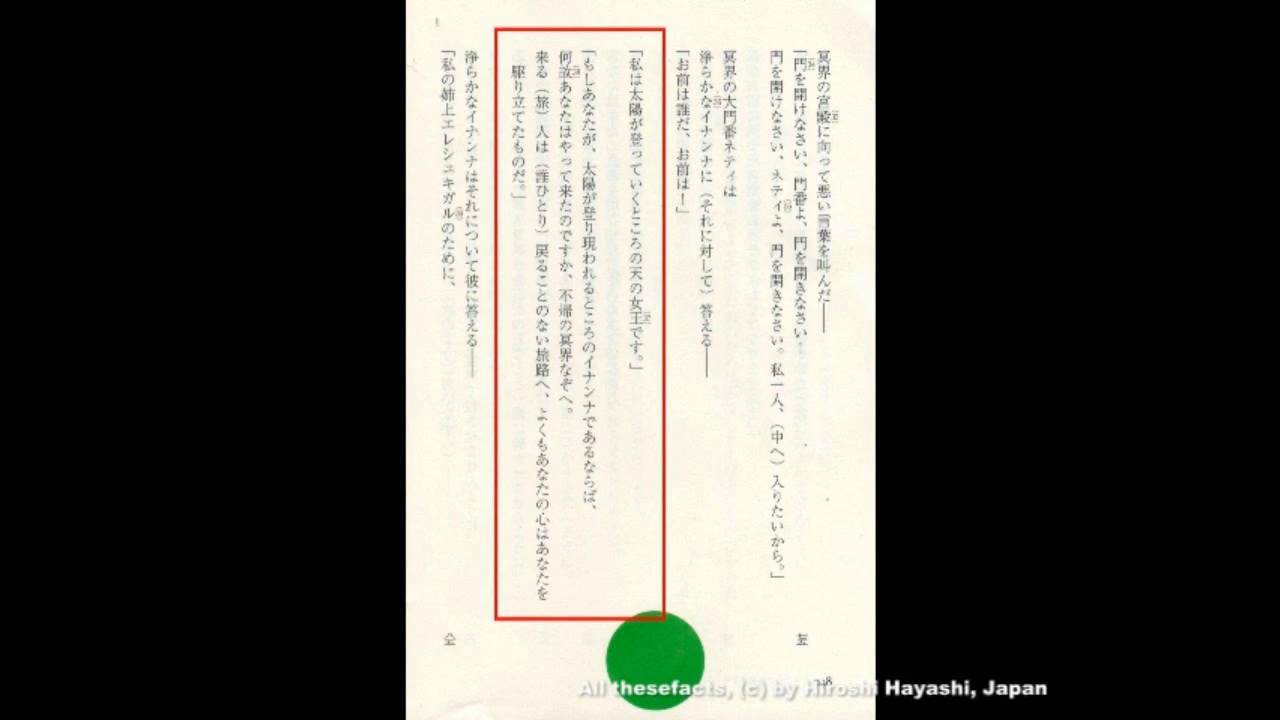 冥界の宮殿に向って悪い言葉を叫んだ――
「門を開けなさい、門番よ、門を開きなさい。
門を開けなさい、ネティよ、門を開きなさい。私一人、(中へ)入りたいから。」
冥界の大門番ネティは
浄らかなイナンナに(それに対して)答える――
「お前は誰だ、お前は！」
「私は太陽が登っていくところの天の女王です。」
「もしあなたが、太陽が登り現われるところのイナンナであるならば、
何故あなたはやって来たのですか、不帰の冥界なぞへ。
来る(旅)人は(誰ひとり)戻ることのない旅路へ、よくもあなたの心はあなたを
駆り立てたものだ。」
浄らかなイナンナはそれについて彼に答える――
「私の姉上エレシュキガルのために、
All thesefacts, (c) by Hiroshi Hayashi, Japan